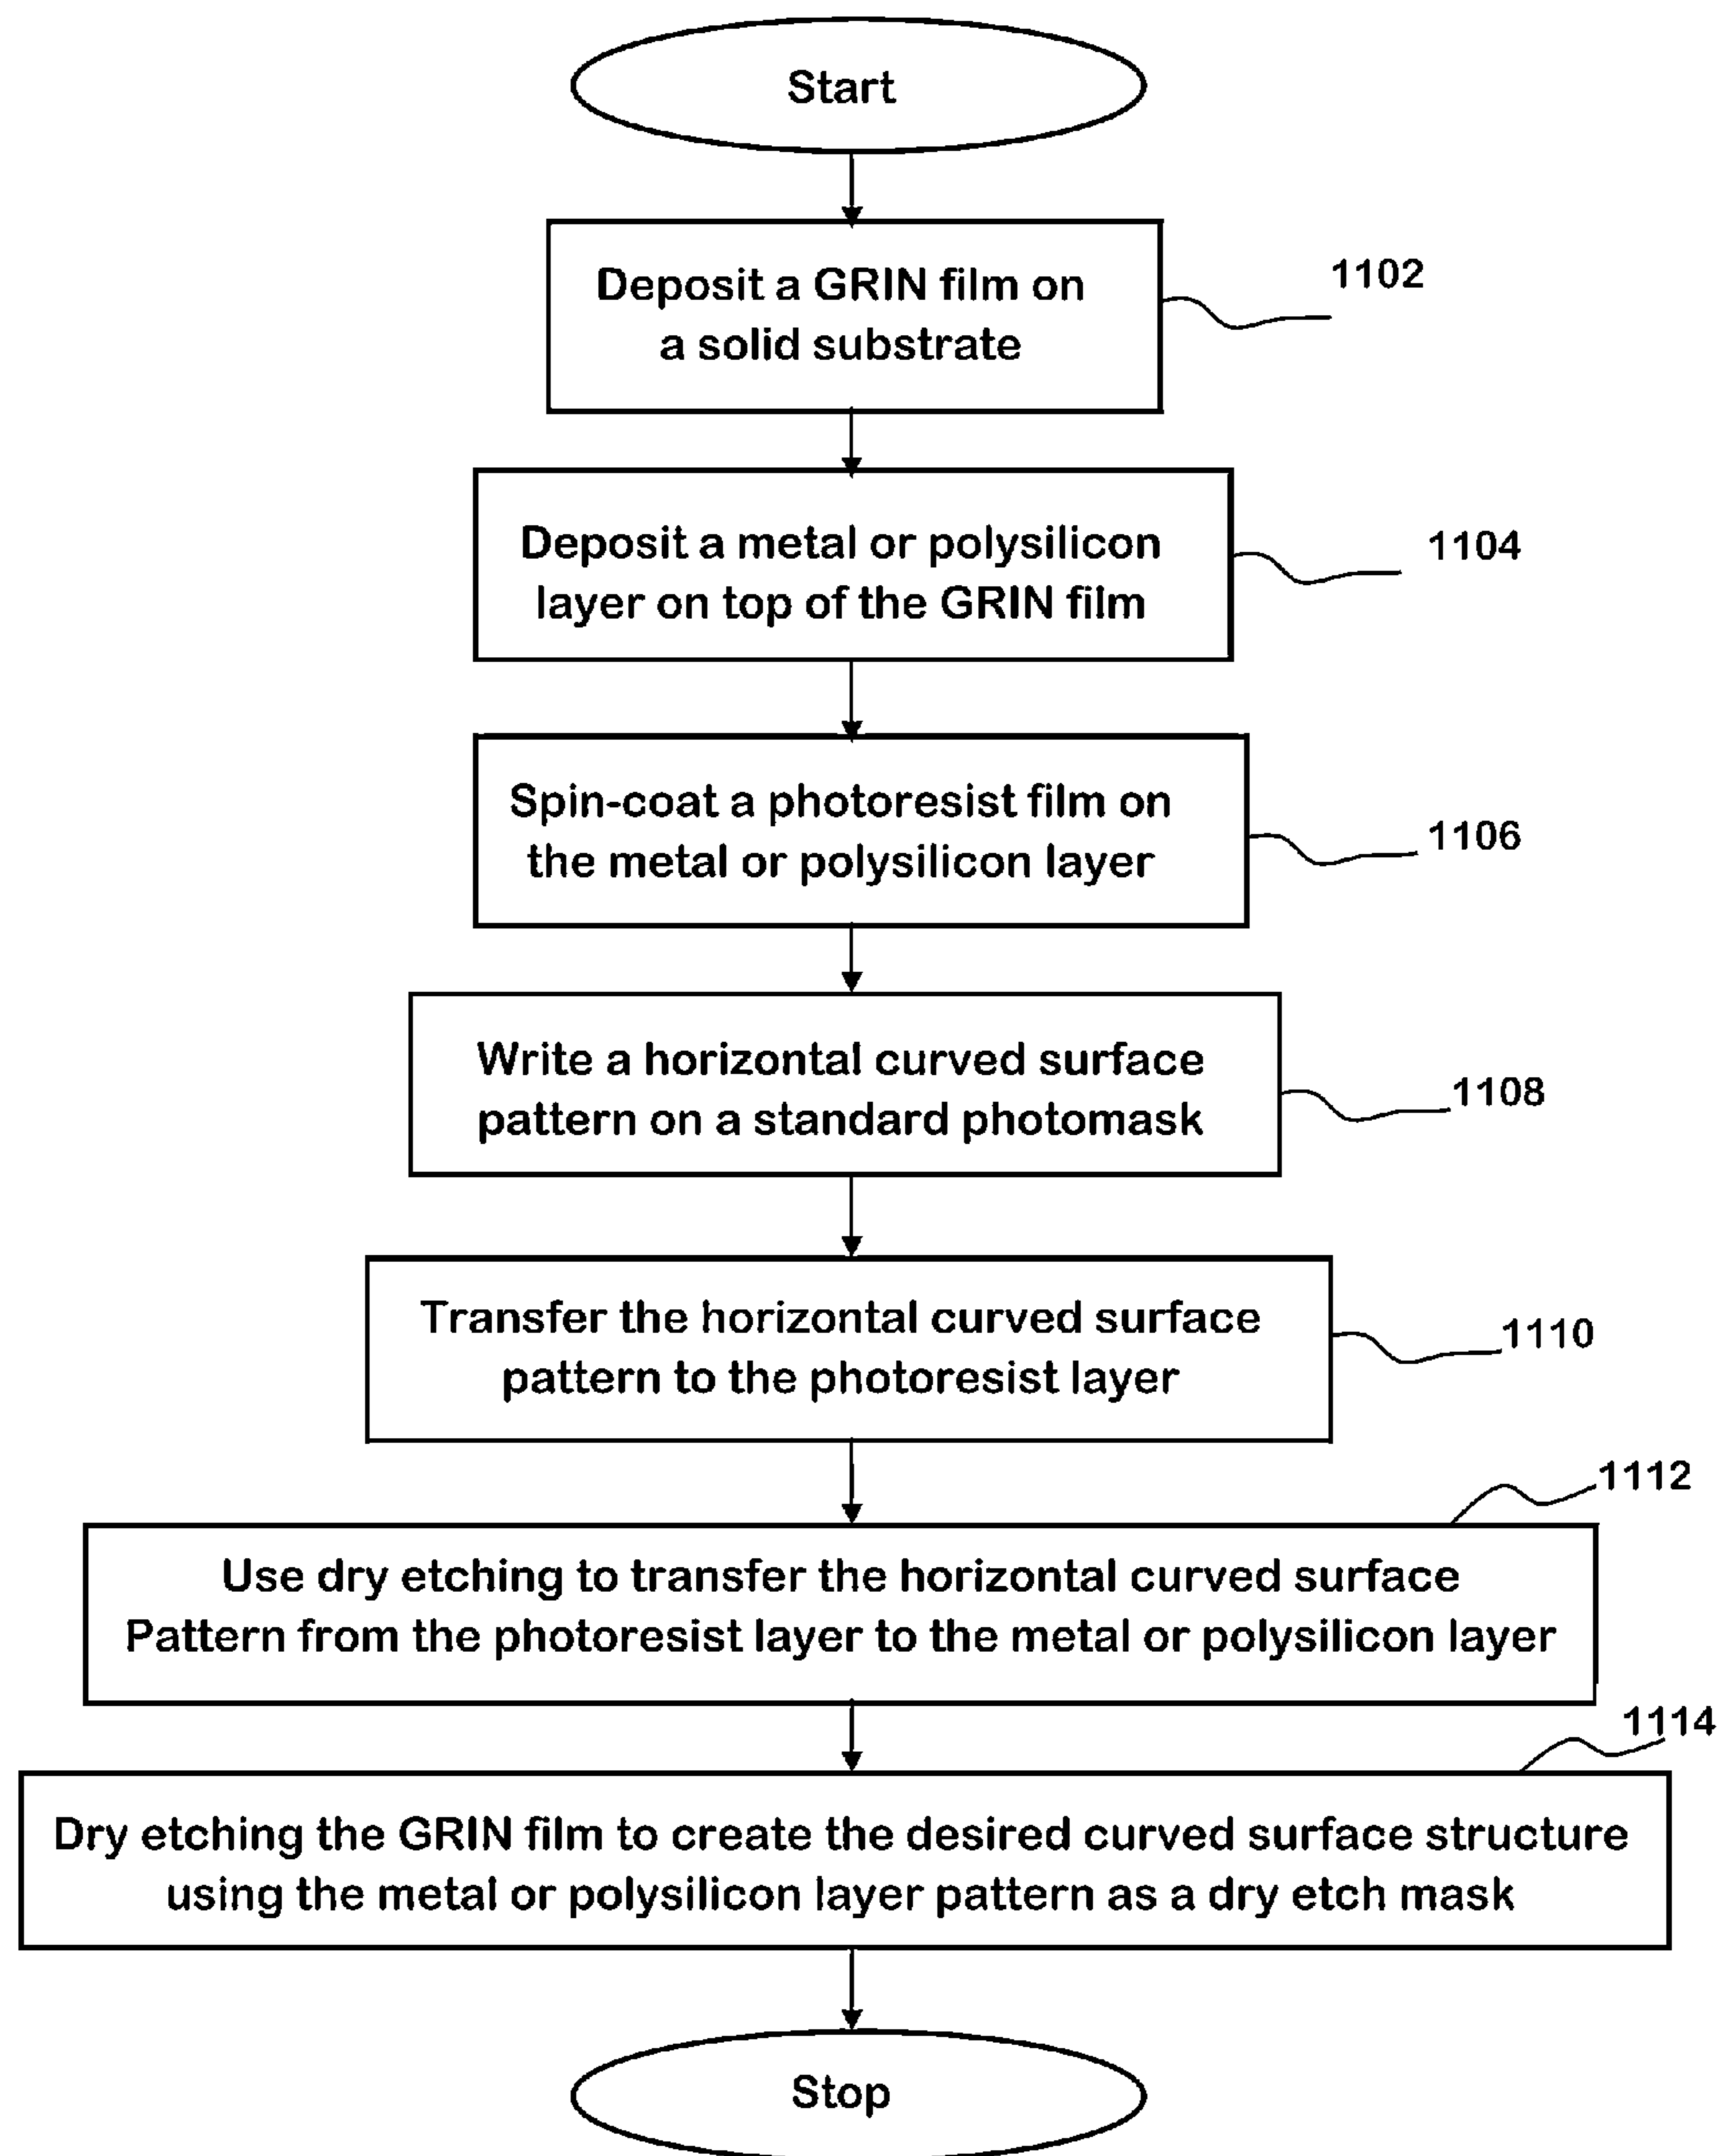 Start
Deposit a GRIN film on
a solid substrate
1102
Deposit a metal or polysilicon
layer on top of the GRIN film
1104
Spin-coat a photoresist film on
the metal or polysilicon layer
1106
Write a horizontal curved surface
pattern on a standard photomask
1108
Transfer the horizontal curved surface
pattern to the photoresist layer
1110
1112
Use dry etching to transfer the horizontal curved surface
Pattern from the photoresist layer to the metal or polysilicon layer
1114
Dry etching the GRIN film to create the desired curved surface structure
using the metal or polysilicon layer pattern as a dry etch mask
Stop